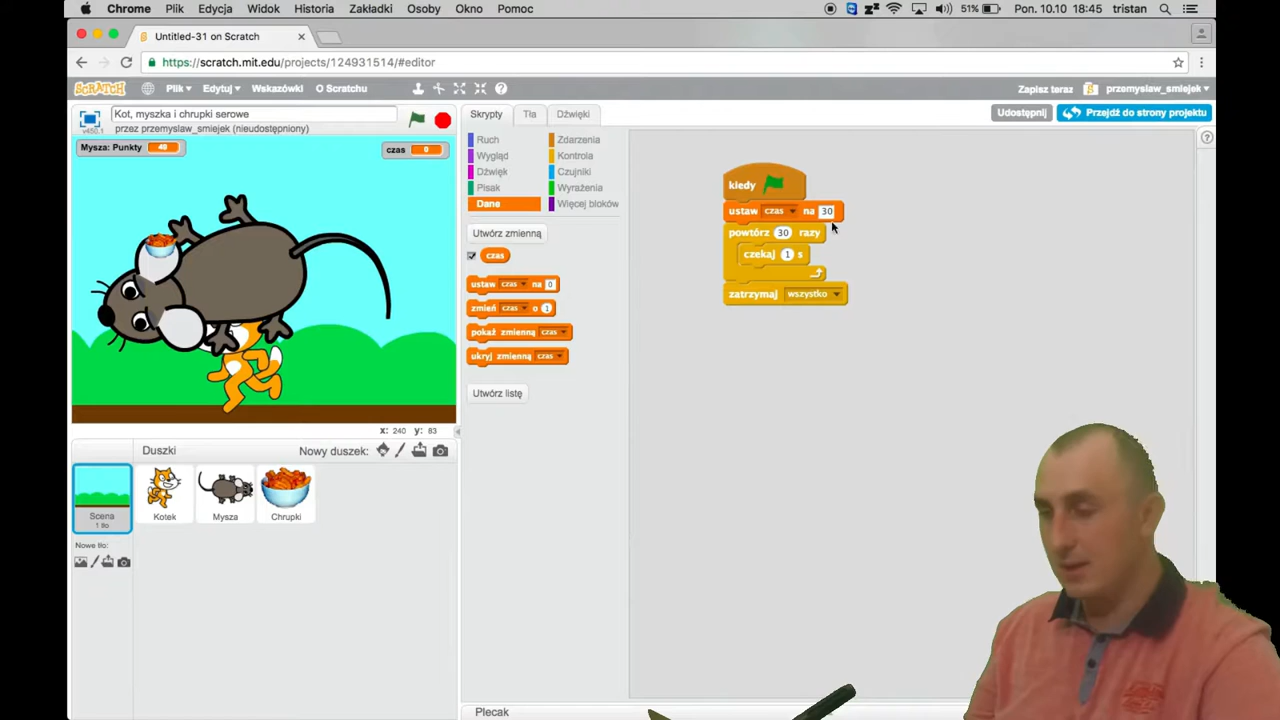 Chrome Plik Edycja Widok Historia Zakładki Osoby Okno Pomoc 51% Pon. 10.10 18:45 tristan
Untitled-31 on Scratch
https://scratch.mit.edu/projects/124931514/#editor
SCRATCH Plik Edytuj Wskazówki O Scratchu Zapisz teraz przemyslaw_smiejek
v450.1
Kot, myszka i chrupki serowe
przez przemyslaw_smiejek (nieudostępniony)
Skrypty Tła Dźwięki
Udostępnij Przejdź do strony projektu
Mysza: Punkty 40
czas 0
Ruch Zdarzenia
Wygląd Kontrola
Dźwięk Czujniki
Pisak Wyrażenia
Dane Więcej bloków
Utwórz zmienną
czas
ustaw czas na 0
zmień czas o 1
pokaż zmienną czas
ukryj zmienną czas
Utwórz listę
kiedy
ustaw czas na 30
powtórz 30 razy
czekaj 1 s
zatrzymaj wszystko
x: 240 y: 83
Duszki Nowy duszek:
Scena
1 tło
Kotek
Mysza
Chrupki
Nowe tło:
Plecak